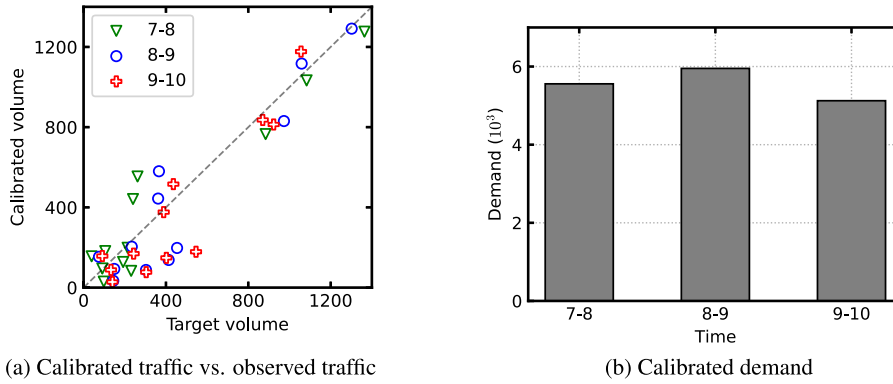 1200
800
400
0
Calibrated volume
7-8
8-9
9-10
0 400 800 1200
Target volume
(a) Calibrated traffic vs. observed traffic
6
4
2
0
Demand (10³)
7-8 8-9 9-10
Time
(b) Calibrated demand